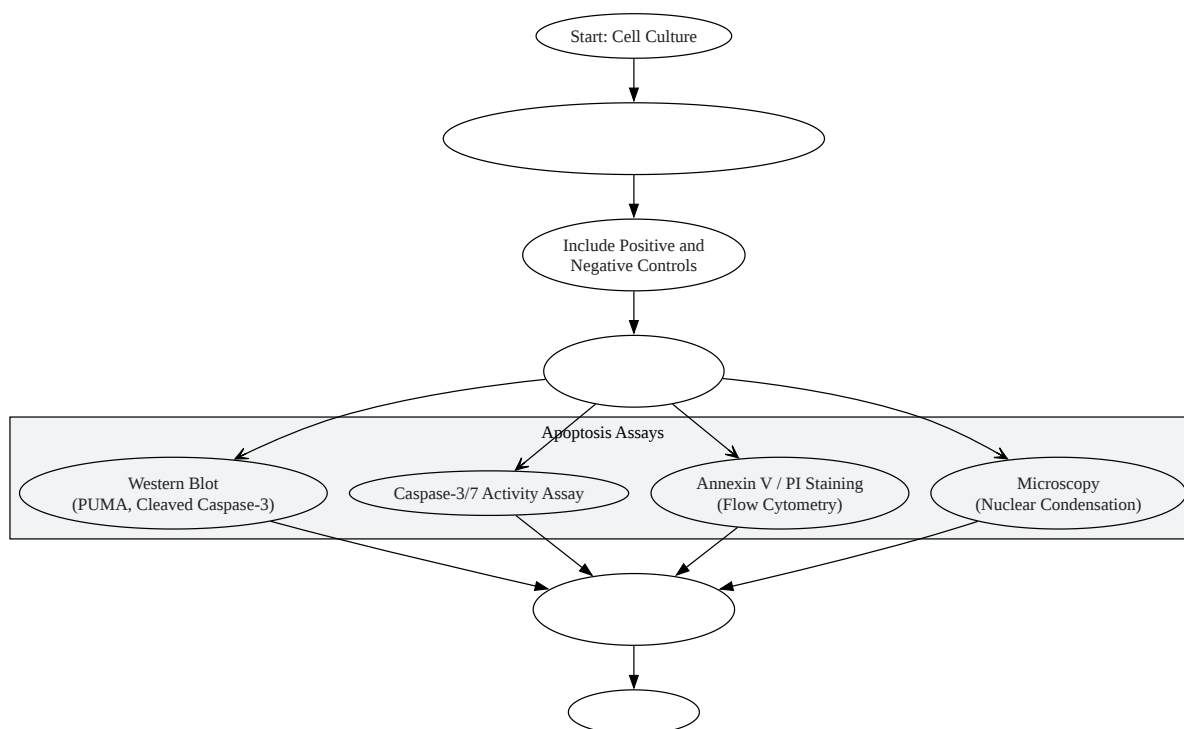 Start: Cell Culture
Include Positive and
Negative Controls
Apoptosis Assays
Western Blot
(PUMA, Cleaved Caspase-3)
Caspase-3/7 Activity Assay
Annexin V / PI Staining
(Flow Cytometry)
Microscopy
(Nuclear Condensation)